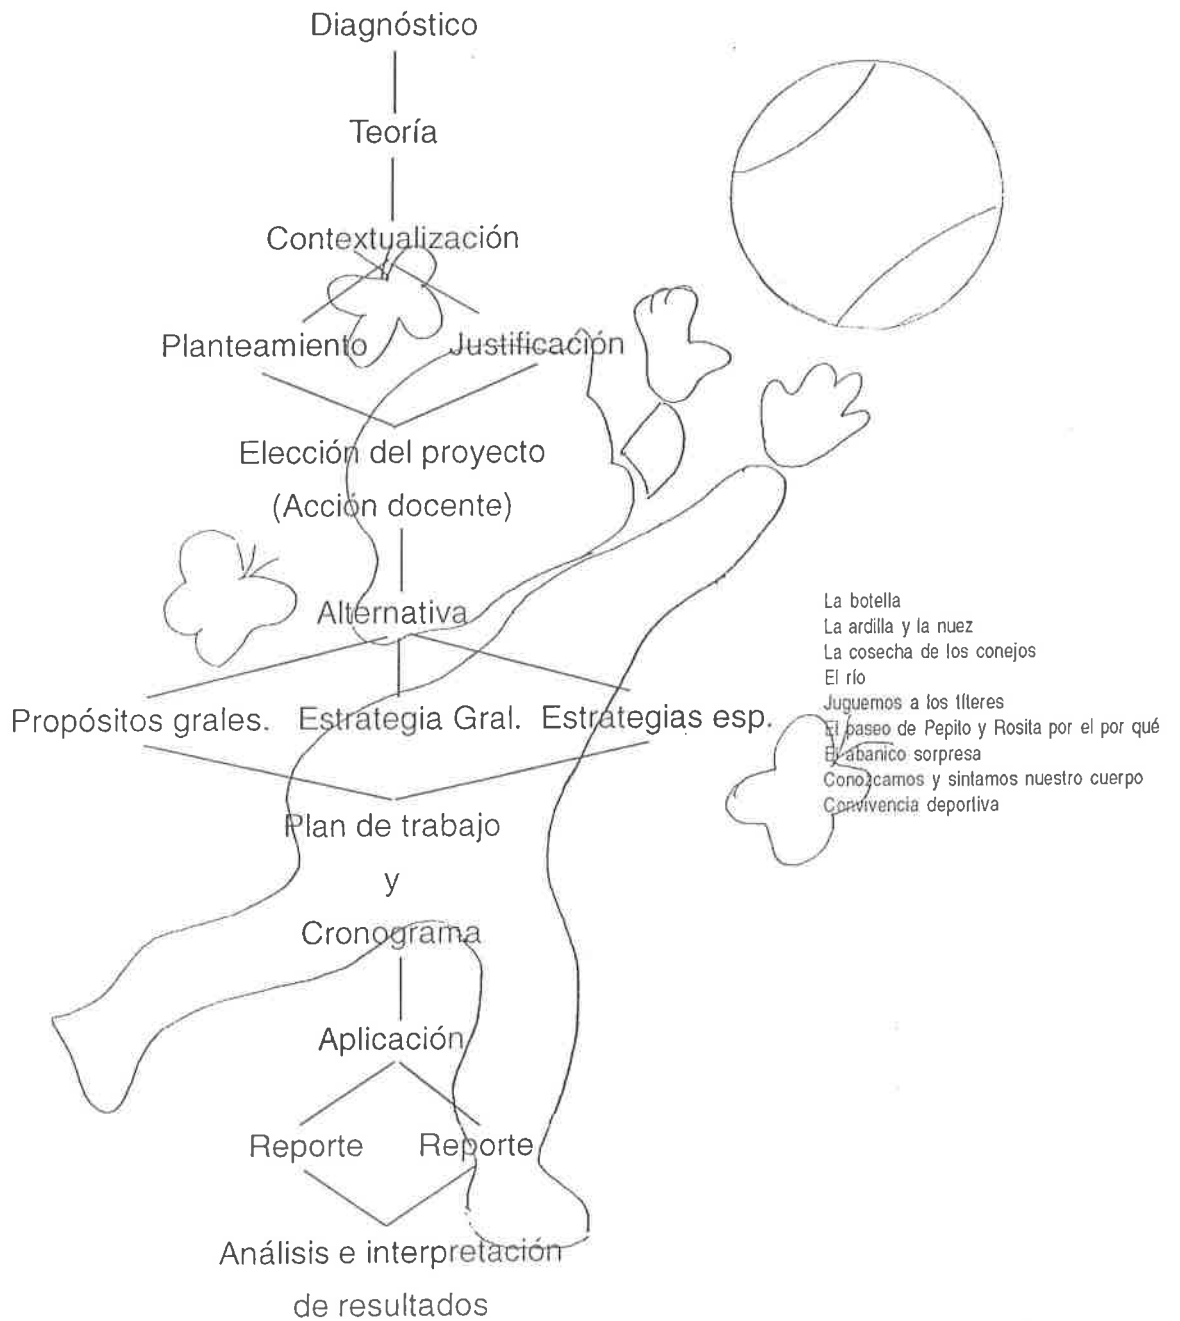 Diagnóstico
Teoría
Contextualización
Planteamiento Justificación
Elección del proyecto
(Acción docente)
Alternativa
Propósitos grales. Estrategia Gral. Estrategias esp.
Plan de trabajo
y
Cronograma
Aplicación
Reporte Reporte
Análisis e interpretación
de resultados
La botella
La ardilla y la nuez
La cosecha de los conejos
El río
Juguemos a los títeres
El paseo de Pepito y Rosita por el por qué
El abanico sorpresa
Conozcamos y sintamos nuestro cuerpo
Convivencia deportiva